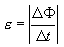 ε = |ΔΦ/Δt|